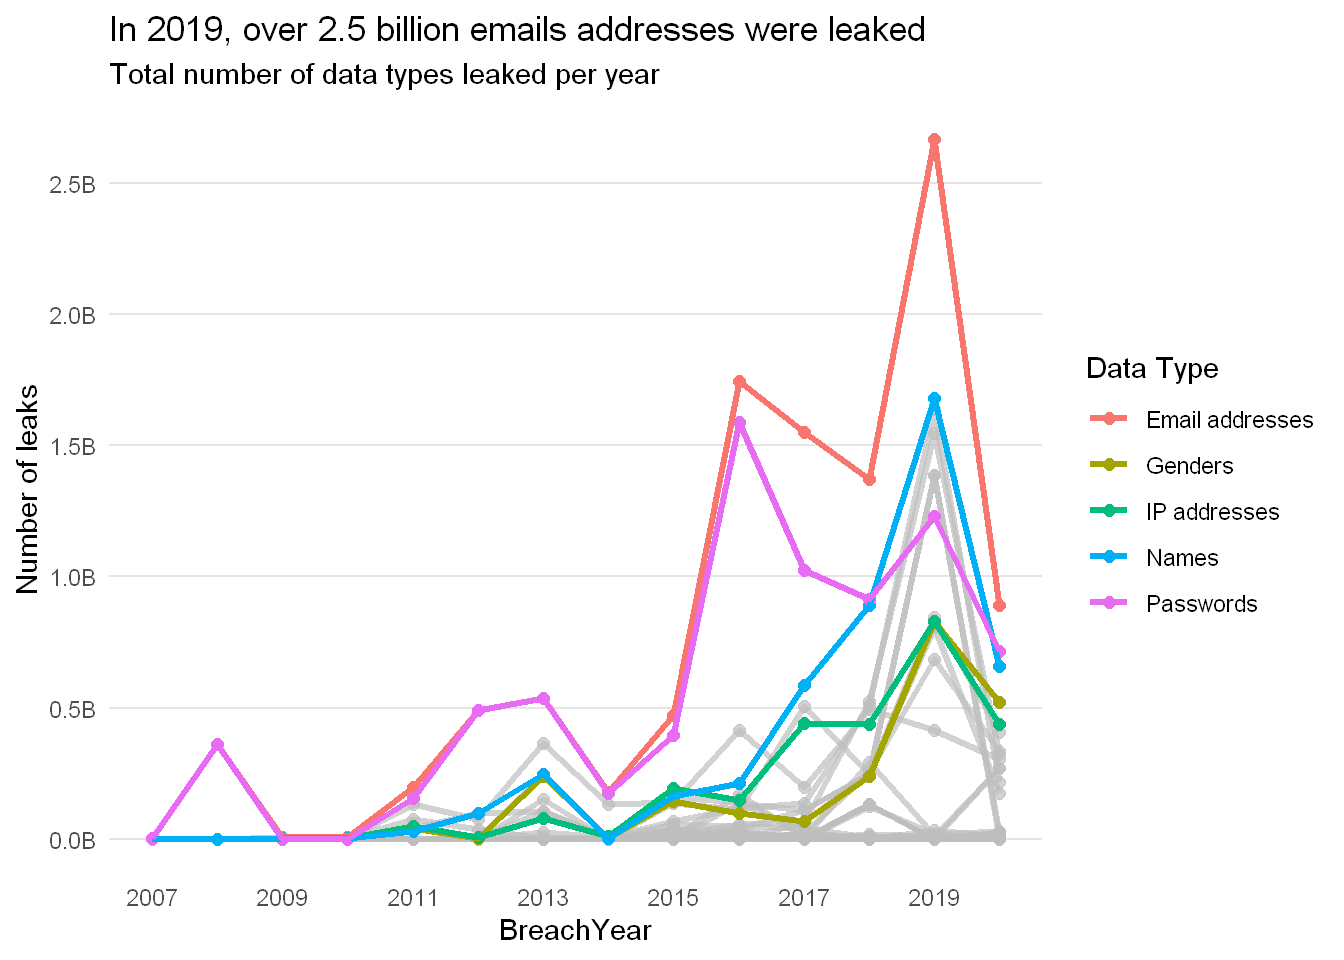 In 2019, over 2.5 billion emails addresses were leaked
Total number of data types leaked per year
Number of leaks
2.5B
2.0B
1.5B
1.0B
0.5B
0.0B
2007
2009
2011
2013
2015
2017
2019
BreachYear
Data Type
Email addresses
Genders
IP addresses
Names
Passwords